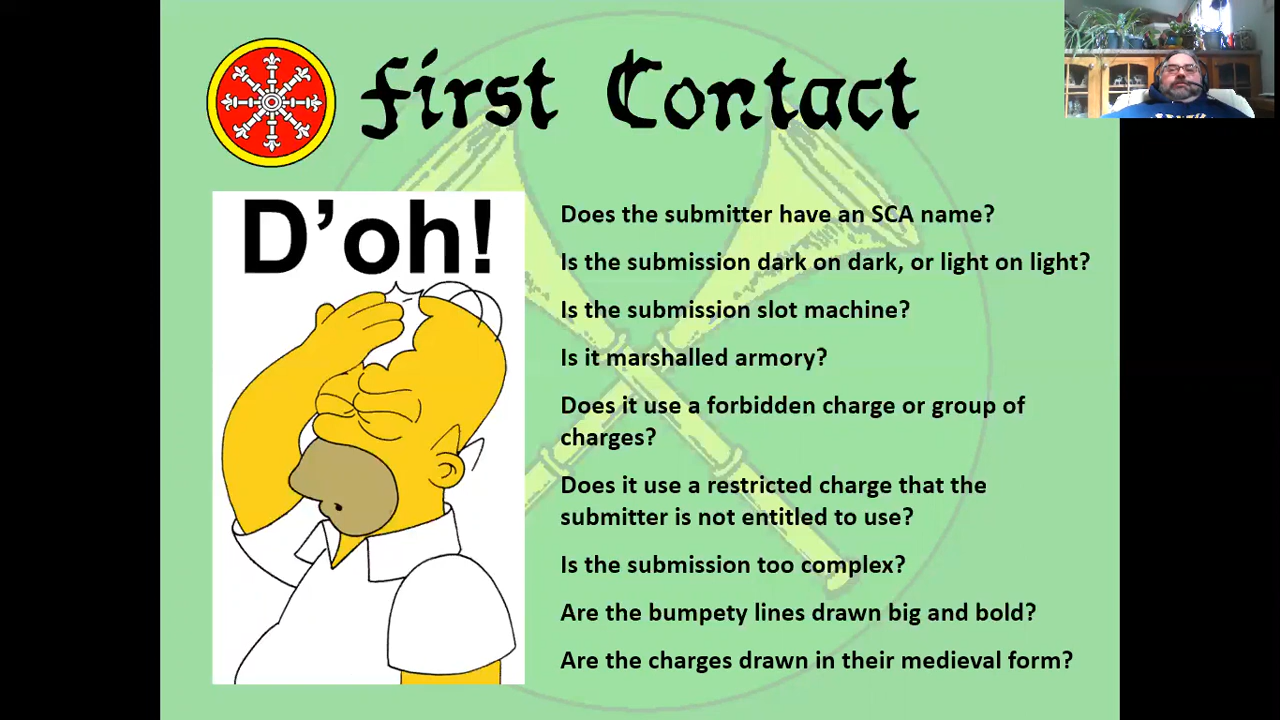 First Contact
D'oh!
Does the submitter have an SCA name?
Is the submission dark on dark, or light on light?
Is the submission slot machine?
Is it marshalled armory?
Does it use a forbidden charge or group of
charges?
Does it use a restricted charge that the
submitter is not entitled to use?
Is the submission too complex?
Are the bumpety lines drawn big and bold?
Are the charges drawn in their medieval form?